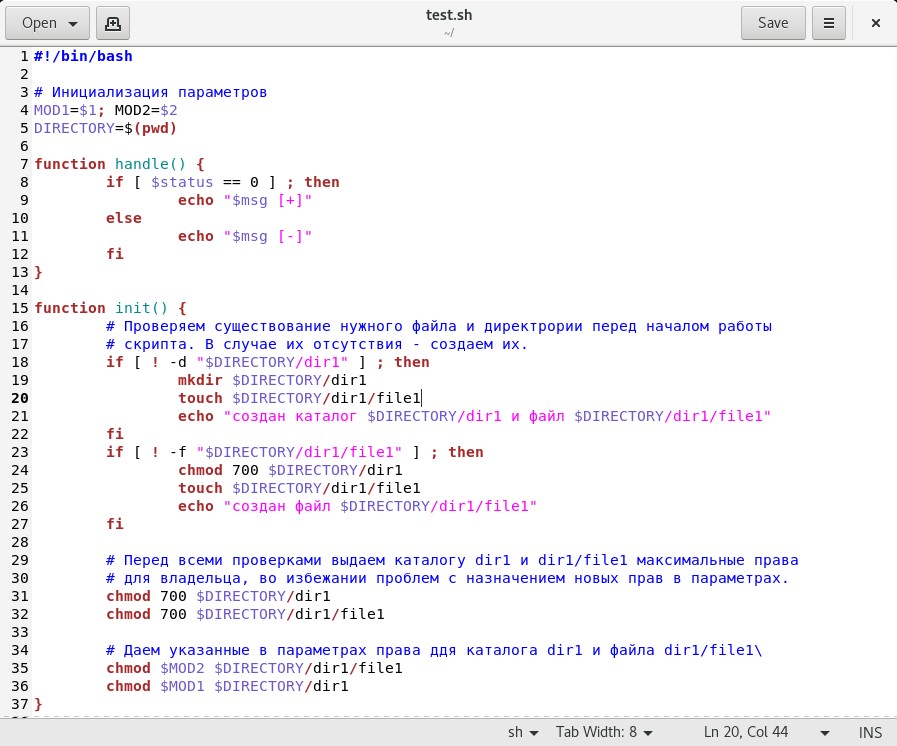 Open
test.sh
~/
Save
1 #!/bin/bash
2
3 # Инициализация параметров
4 MOD1=$1; MOD2=$2
5 DIRECTORY=$(pwd)
6
7 function handle() {
8         if [ $status == 0 ] ; then
9                 echo "$msg [+]"
10         else
11                 echo "$msg [-]"
12         fi
13 }
14
15 function init() {
16         # Проверяем существование нужного файла и директрории перед началом работы
17         # скрипта. В случае их отсутствия - создаем их.
18         if [ ! -d "$DIRECTORY/dir1" ] ; then
19                 mkdir $DIRECTORY/dir1
20                 touch $DIRECTORY/dir1/file1
21                 echo "создан каталог $DIRECTORY/dir1 и файл $DIRECTORY/dir1/file1"
22         fi
23         if [ ! -f "$DIRECTORY/dir1/file1" ] ; then
24                 chmod 700 $DIRECTORY/dir1
25                 touch $DIRECTORY/dir1/file1
26                 echo "создан файл $DIRECTORY/dir1/file1"
27         fi
28
29         # Перед всеми проверками выдаем каталогу dir1 и dir1/file1 максимальные права
30         # для владельца, во избежании проблем с назначением новых прав в параметрах.
31         chmod 700 $DIRECTORY/dir1
32         chmod 700 $DIRECTORY/dir1/file1
33
34         # Даем указанные в параметрах права ддя каталога dir1 и файла dir1/file1\
35         chmod $MOD2 $DIRECTORY/dir1/file1
36         chmod $MOD1 $DIRECTORY/dir1
37 }
sh Tab Width: 8 Ln 20, Col 44 INS